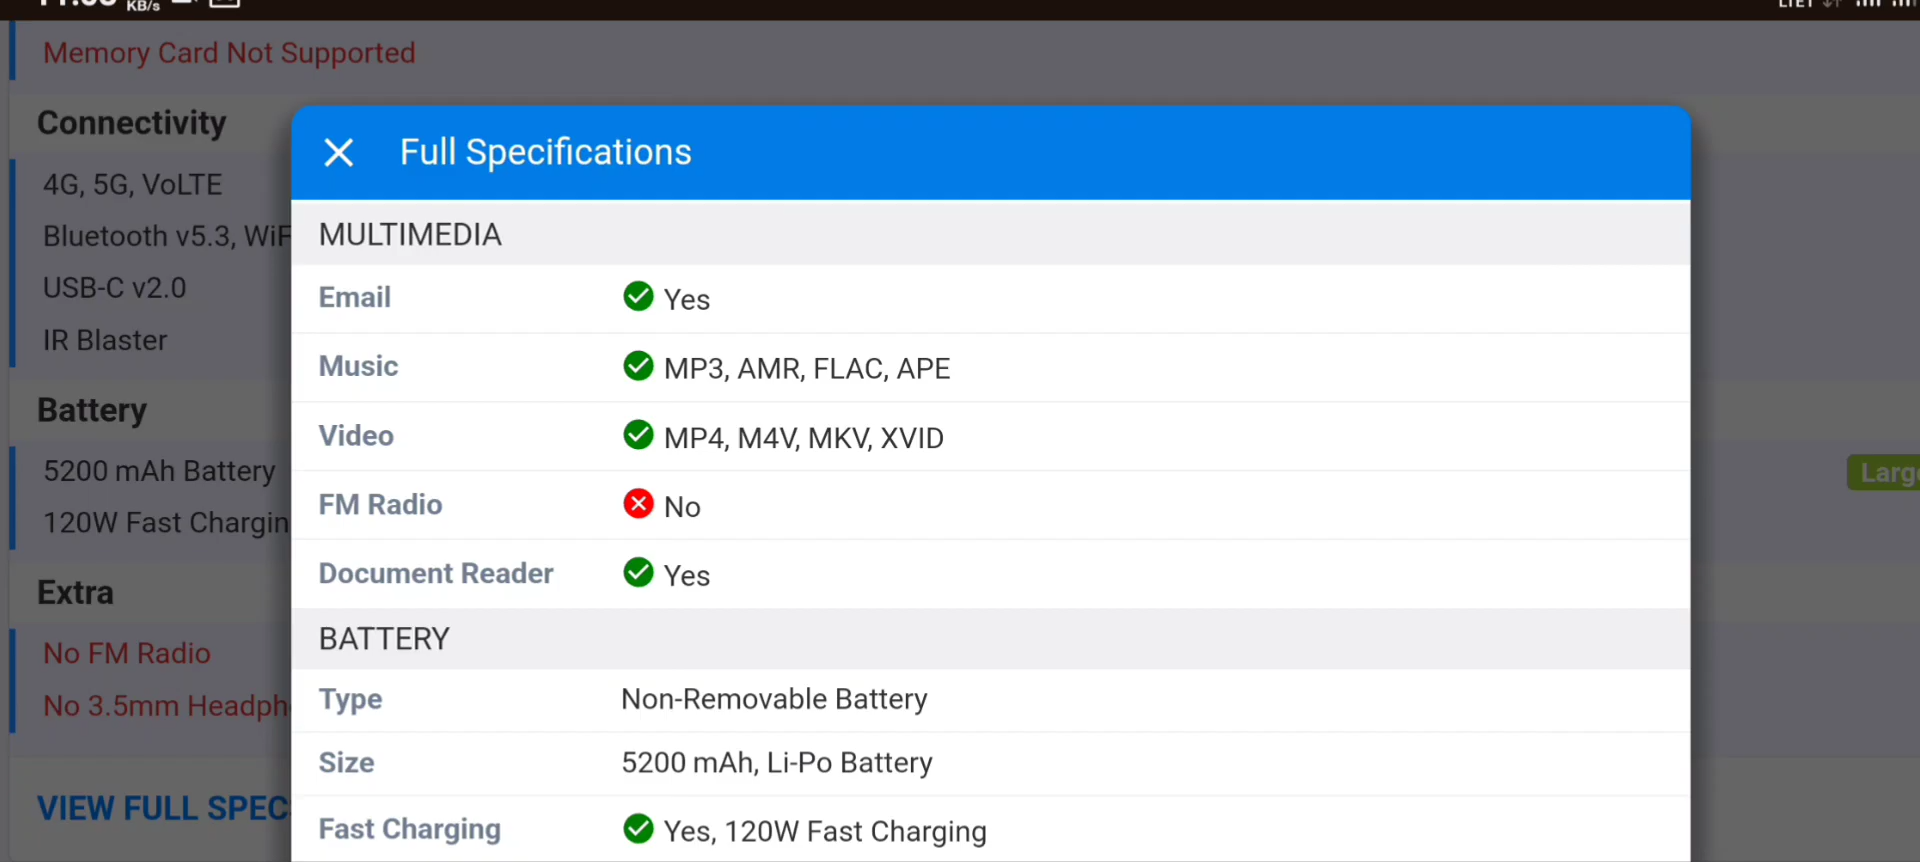 KB/s
Memory Card Not Supported
Connectivity
4G, 5G, VoLTE
Bluetooth v5.3, WiF
USB-C v2.0
IR Blaster
Battery
5200 mAh Battery
120W Fast Chargin
Large
Extra
No FM Radio
No 3.5mm Headph
VIEW FULL SPEC
Full Specifications
MULTIMEDIA
Email Yes
Music MP3, AMR, FLAC, APE
Video MP4, M4V, MKV, XVID
FM Radio No
Document Reader Yes
BATTERY
Type Non-Removable Battery
Size 5200 mAh, Li-Po Battery
Fast Charging Yes, 120W Fast Charging